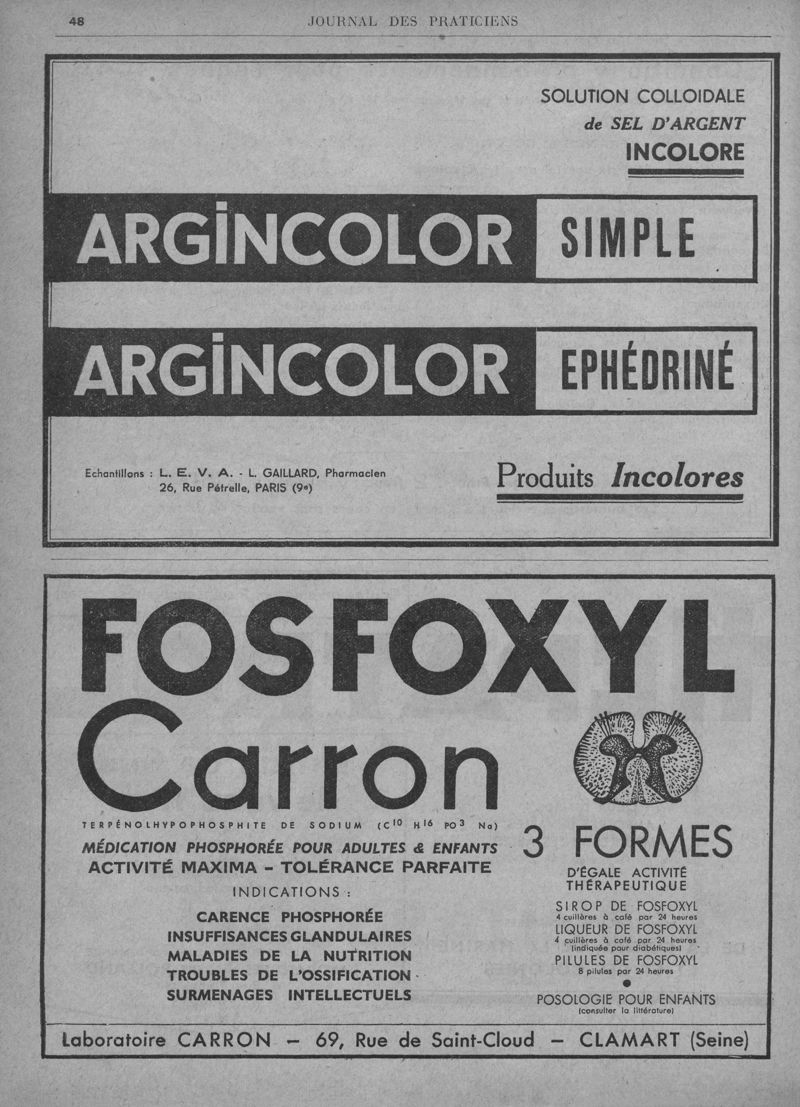 48
JOURNAL DES PRATICIENS
SOLUTION COLLOIDALE
de SEL D'ARGENT
INCOLORE
ARGiNCOLOR SIMPLE
ARGiNCOLOR EPHÉDRINÉ
Echantillons : L. E. V. A. - L. GAILLARD, Pharmacien
26, Rue Pétrelle, PARIS (9e)
Produits Incolores
FOSFOXYL
Carron
TERPÉNOLHYPOPHOSPHITE DE SODIUM (C10 H16 PO3 Na)
MÉDICATION PHOSPHORÉE POUR ADULTES & ENFANTS
ACTIVITÉ MAXIMA – TOLÉRANCE PARFAITE
INDICATIONS :
CARENCE PHOSPHORÉE
INSUFFISANCES GLANDULAIRES
MALADIES DE LA NUTRITION
TROUBLES DE L'OSSIFICATION
SURMENAGES INTELLECTUELS
3 FORMES
D'ÉGALE ACTIVITÉ
THÉRAPEUTIQUE
SIROP DE FOSFOXYL
4 cuillères à café par 24 heures
LIQUEUR DE FOSFOXYL
4 cuillères à café par 24 heures
(indiquée pour diabétiques)
PILULES DE FOSFOXYL
8 pilules par 24 heures
POSOLOGIE POUR ENFANTS
(consulter la littérature)
Laboratoire CARRON – 69, Rue de Saint-Cloud – CLAMART (Seine)